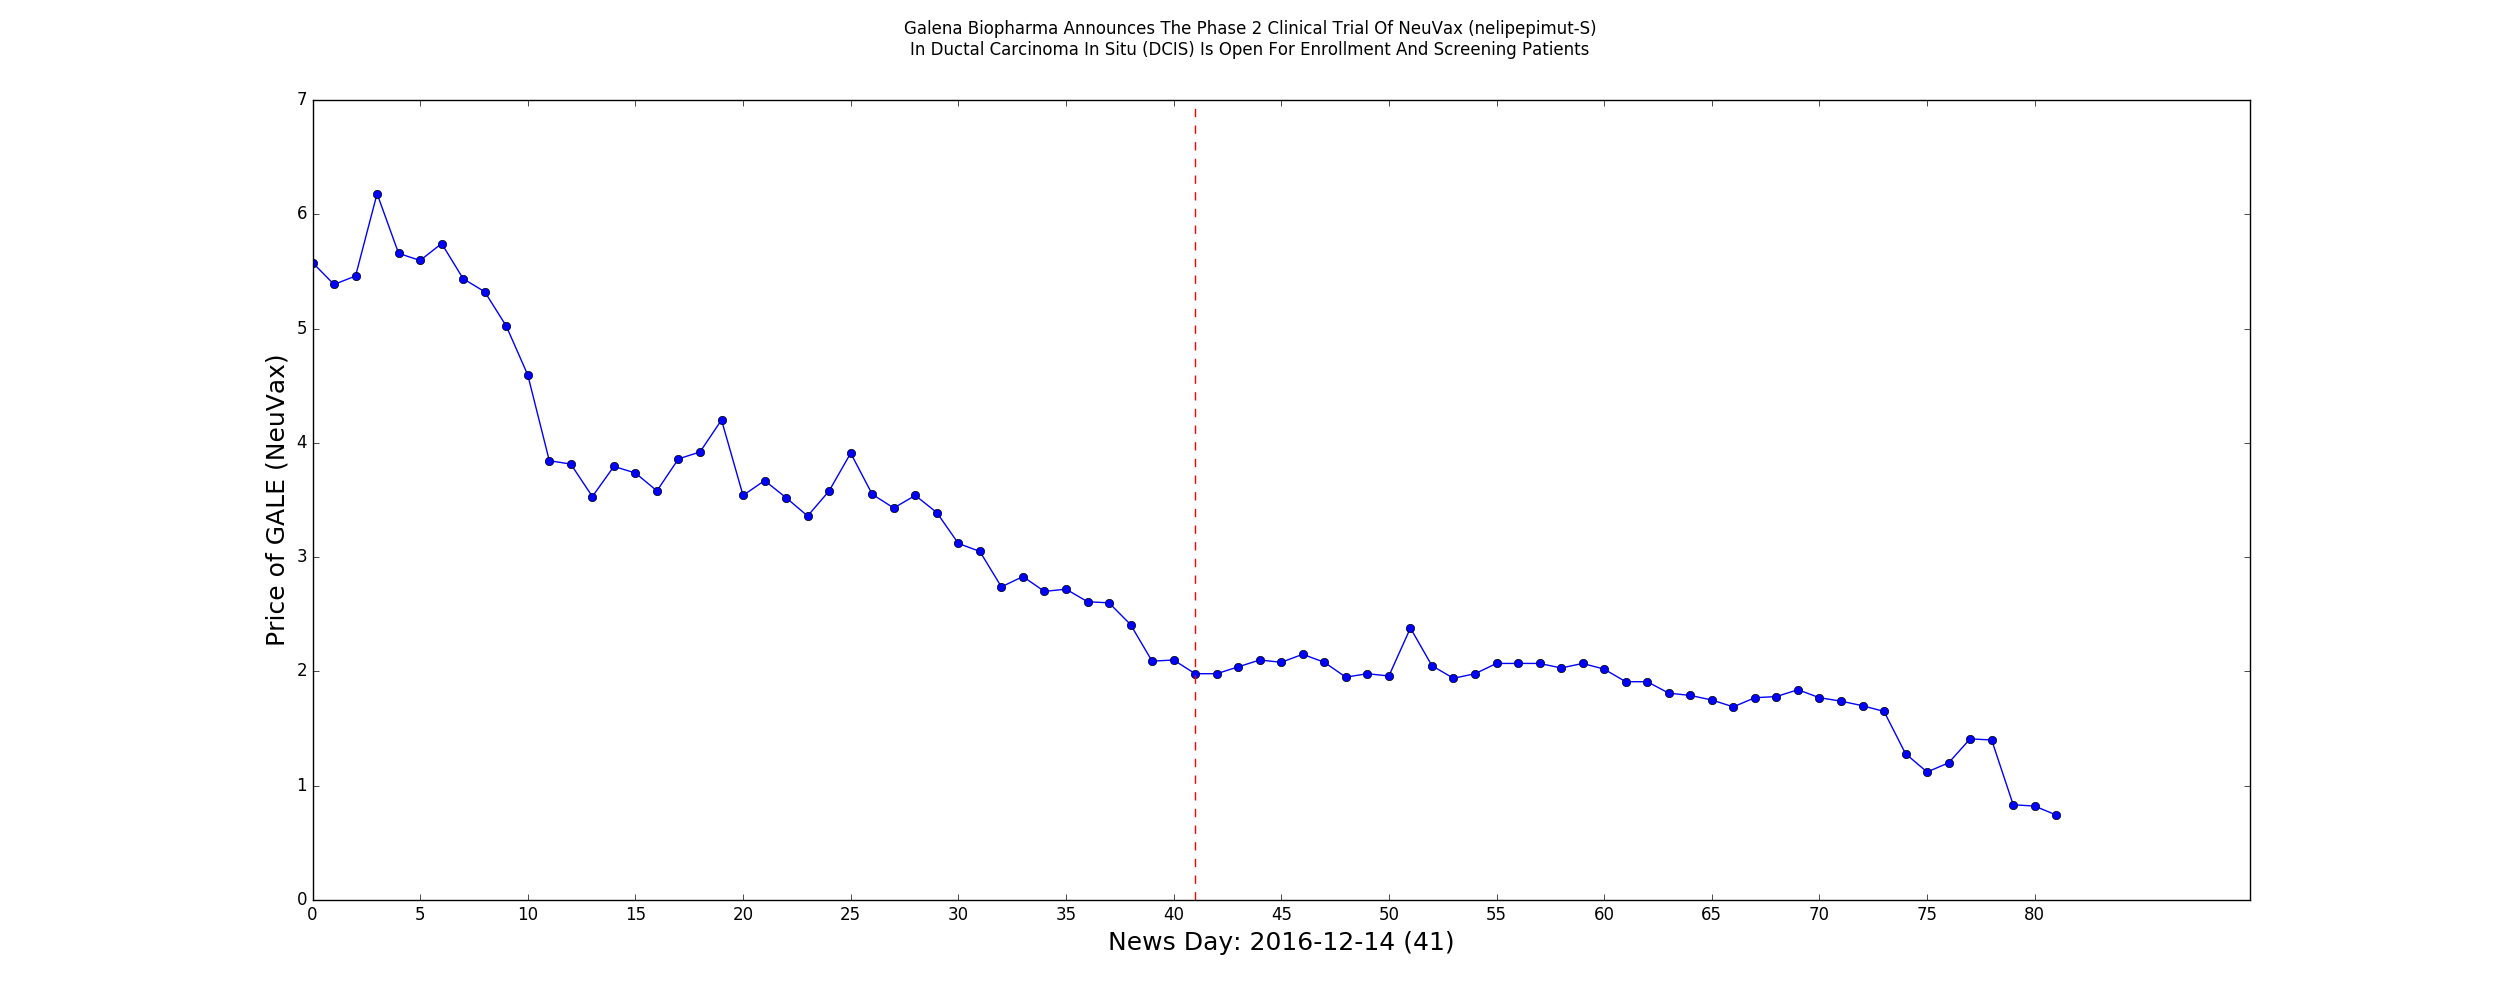 Galena Biopharma Announces The Phase 2 Clinical Trial Of NeuVax (nelipepimut-S)
In Ductal Carcinoma In Situ (DCIS) Is Open For Enrollment And Screening Patients
7
6
5
4
3
2
1
0
Price of GALE (NeuVax)
0 5 10 15 20 25 30 35 40 45 50 55 60 65 70 75 80
News Day: 2016-12-14 (41)